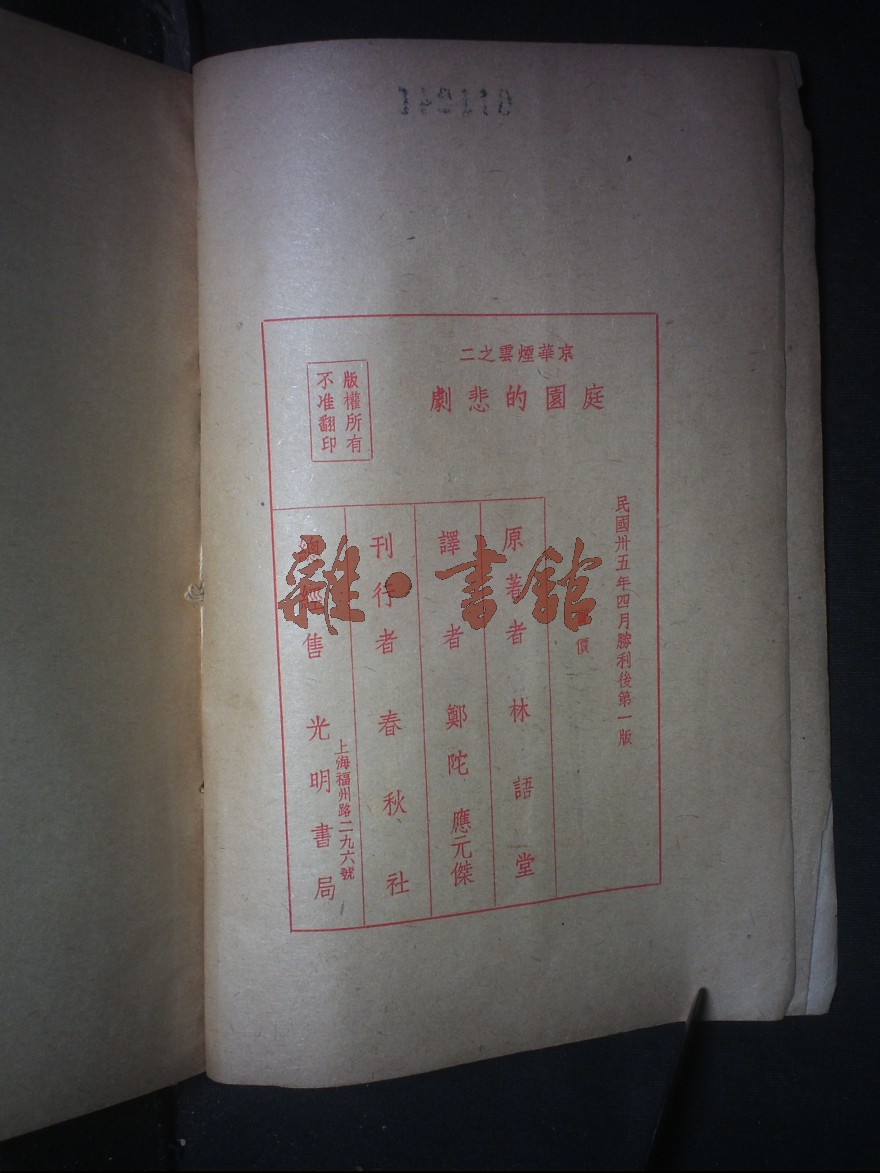 京華煙雲之二
庭園的悲劇
版權所有
不准翻印
民國卅五年四月勝利後第一版
價
原著者 林語堂
譯者 鄭陀 應元傑
刊行者 春秋社
經售 光明書局
上海福州路二九六號
雜·書館